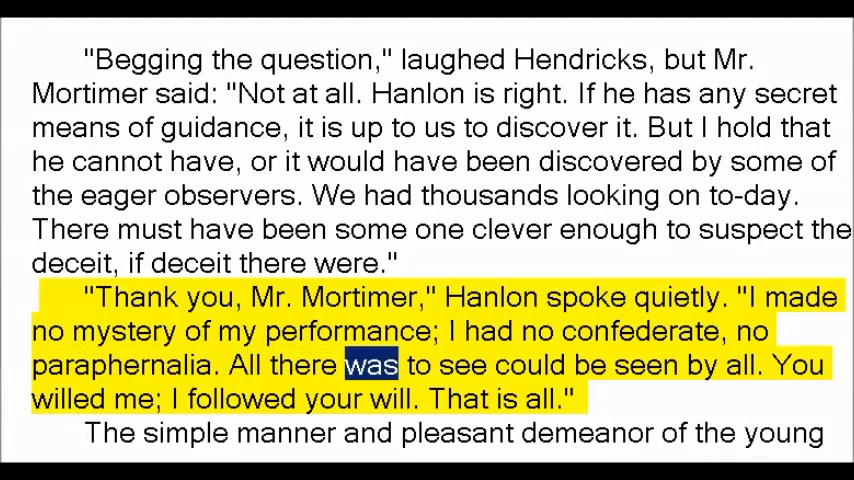 "Begging the question," laughed Hendricks, but Mr.
Mortimer said: "Not at all. Hanlon is right. If he has any secret
means of guidance, it is up to us to discover it. But I hold that
he cannot have, or it would have been discovered by some of
the eager observers. We had thousands looking on to-day.
There must have been some one clever enough to suspect the
deceit, if deceit there were."
"Thank you, Mr. Mortimer," Hanlon spoke quietly. "I made
no mystery of my performance; I had no confederate, no
paraphernalia. All there was to see could be seen by all. You
willed me; I followed your will. That is all."
The simple manner and pleasant demeanor of the young